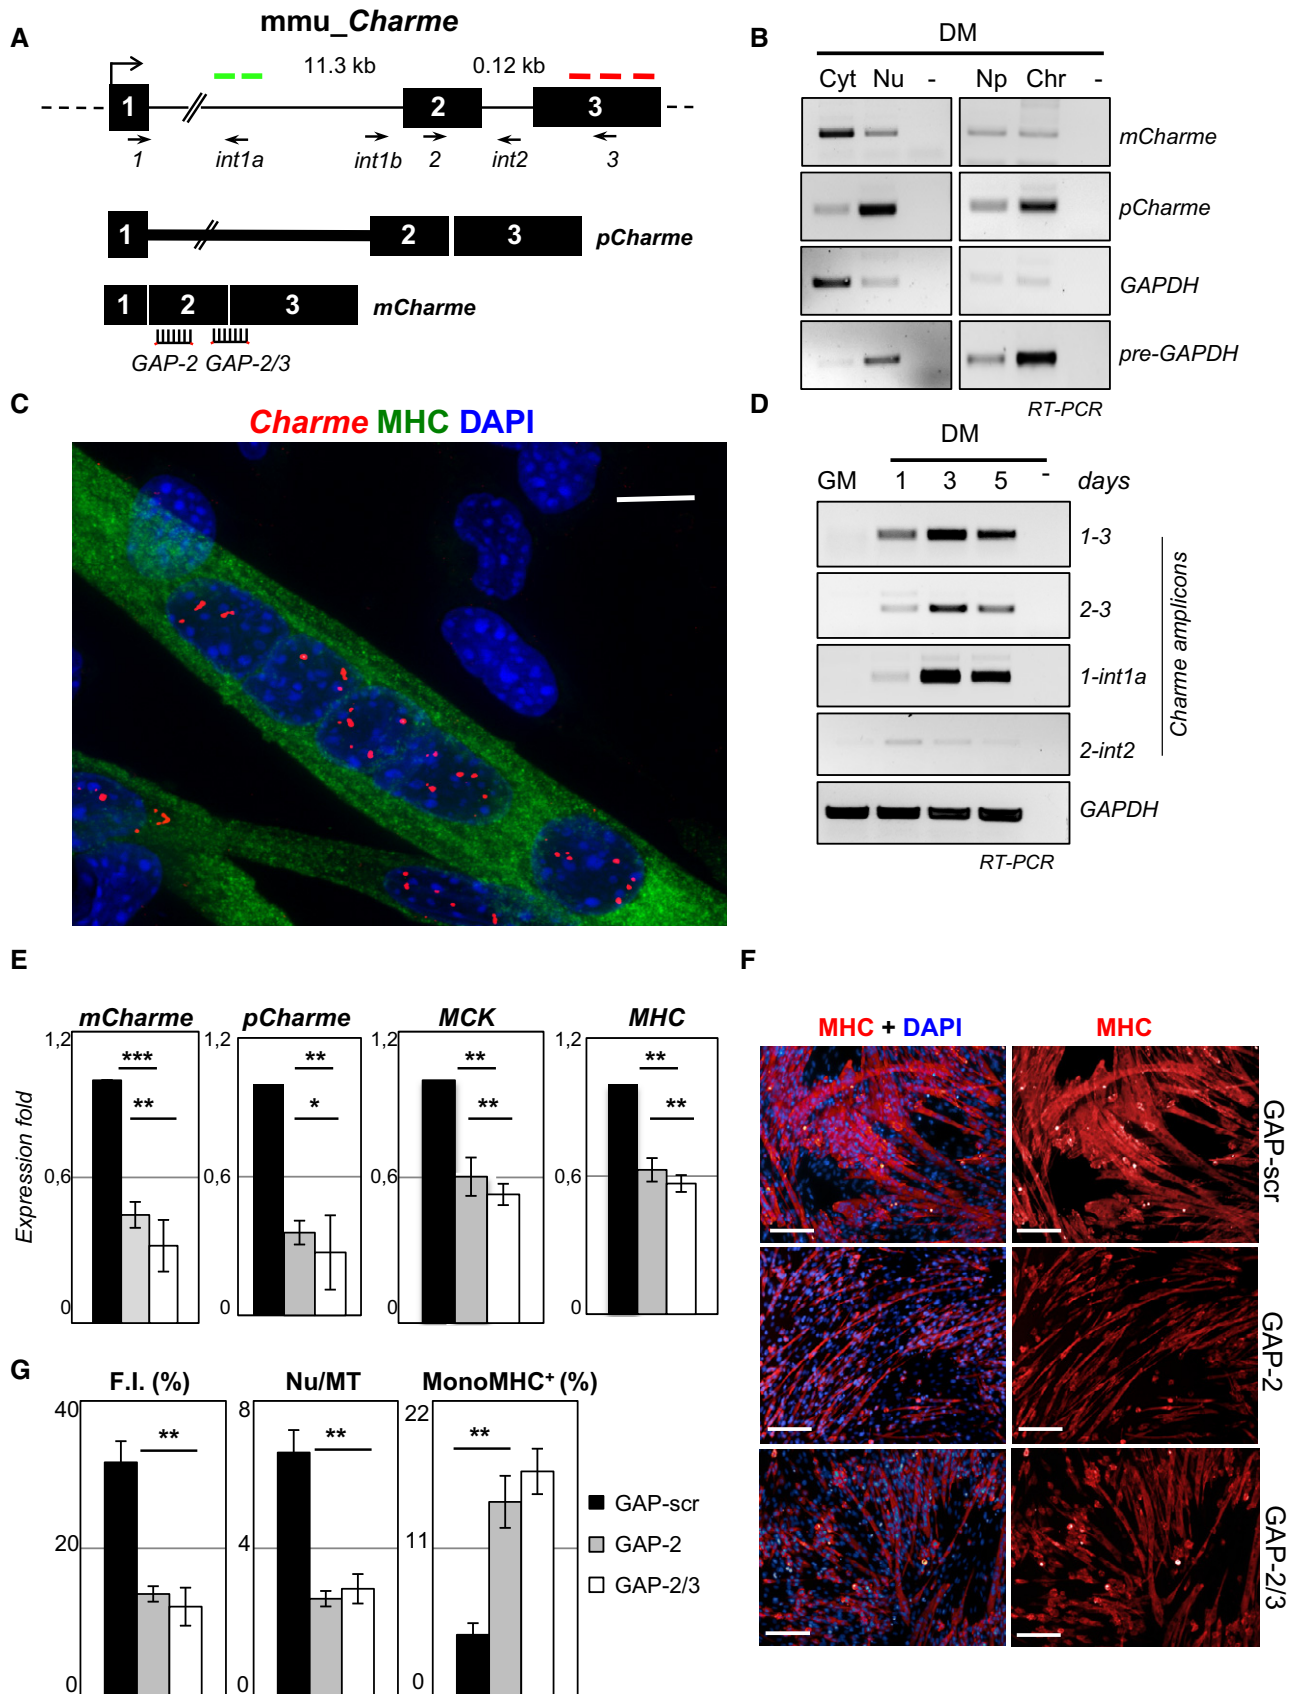 A
mmu_Charme
11.3 kb
0.12 kb
1
2
3
1
int1a
int1b
2
int2
3
1
2
3
pCharme
1
2
3
mCharme
GAP-2
GAP-2/3
B
DM
Cyt Nu - Np Chr -
mCharme
pCharme
GAPDH
pre-GAPDH
RT-PCR
C
Charme MHC DAPI
D
DM
GM 1 3 5 - days
1-3
2-3
1-int1a
2-int2
GAPDH
Charme amplicons
RT-PCR
E
Expression fold
mCharme
1,2
0,6
0
***
**
pCharme
1,2
0,6
0
**
*
MCK
1,2
0,6
0
**
**
MHC
1,2
0,6
0
**
**
F
MHC + DAPI
MHC
GAP-scr
GAP-2
GAP-2/3
G
F.I. (%)
40
20
0
**
Nu/MT
8
4
0
**
MonoMHC+ (%)
22
11
0
**
GAP-scr
GAP-2
GAP-2/3